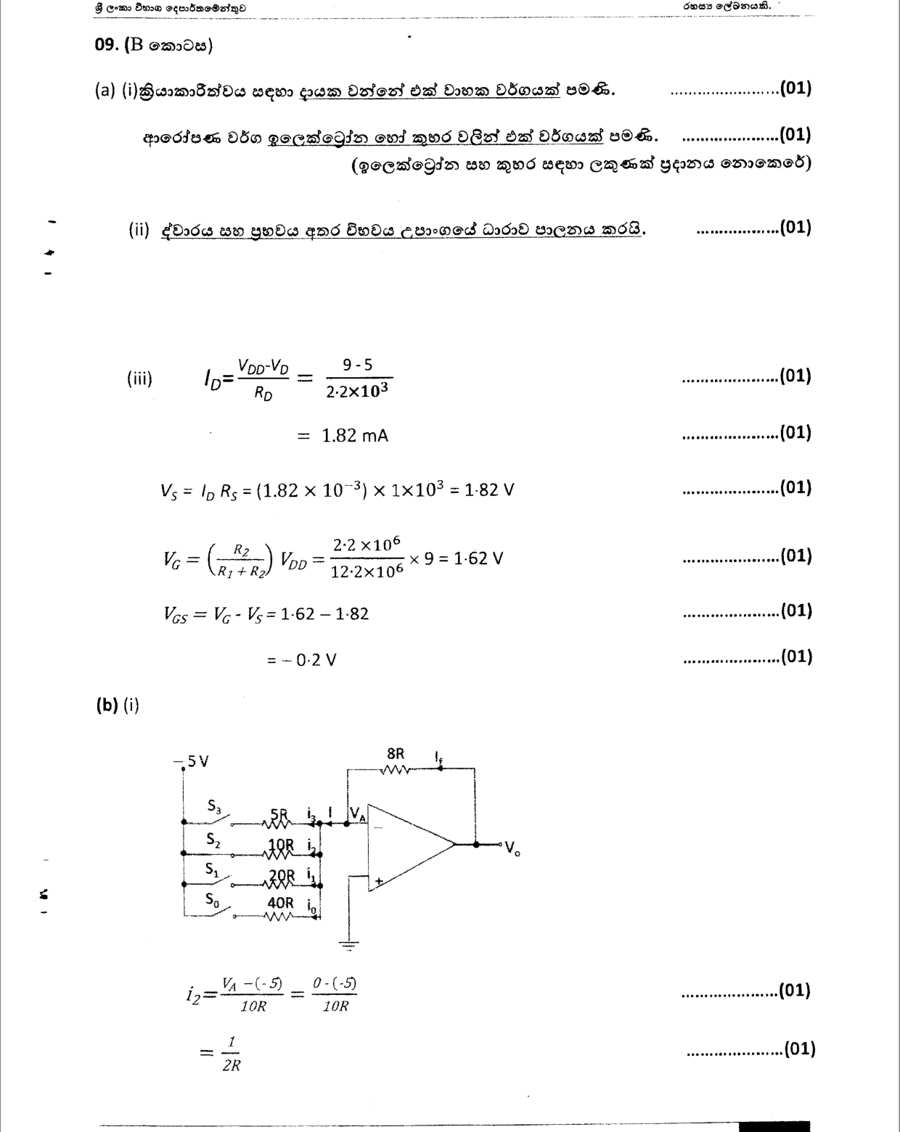 ශ්‍රී ලංකා විභාග දෙපාර්තමේන්තුව රහස්‍ය ලේඛනයකි.
09. (B කොටස)
(a) (i)ක්‍රියාකාරීත්වය සඳහා දායක වන්නේ එක් වාහක වර්ගයක් පමණි. ........................(01)
ආරෝපණ වර්ග ඉලෙක්ට්‍රෝන හෝ කුහර වලින් එක් වර්ගයක් පමණි. .....................(01)
(ඉලෙක්ට්‍රෝන සහ කුහර සඳහා ලකුණක් ප්‍රදානය නොකෙරේ)
(ii) ද්වාරය සහ ප්‍රභවය අතර විභවය උපාංගයේ ධාරාව පාලනය කරයි. ..................(01)
(iii) I_D = (V_DD-V_D)/R_D = (9 - 5)/(2·2×10³) .....................(01)
= 1.82 mA .....................(01)
V_S = I_D R_S = (1.82 × 10⁻³) × 1×10³ = 1·82 V .....................(01)
V_G = (R_2/(R_1 + R_2)) V_DD = (2·2 ×10⁶)/(12·2×10⁶) × 9 = 1·62 V .....................(01)
V_GS = V_G - V_S = 1·62 – 1·82 .....................(01)
= – 0·2 V .....................(01)
(b) (i)
– 5 V
8R I_f
S_3 5R i_3 I V_A
–
S_2 10R i_2
V_o
S_1 20R i_1
+
S_0 40R i_0
i_2 = (V_A –(- 5))/10R = (0 - (-5))/10R .....................(01)
= 1/2R .....................(01)